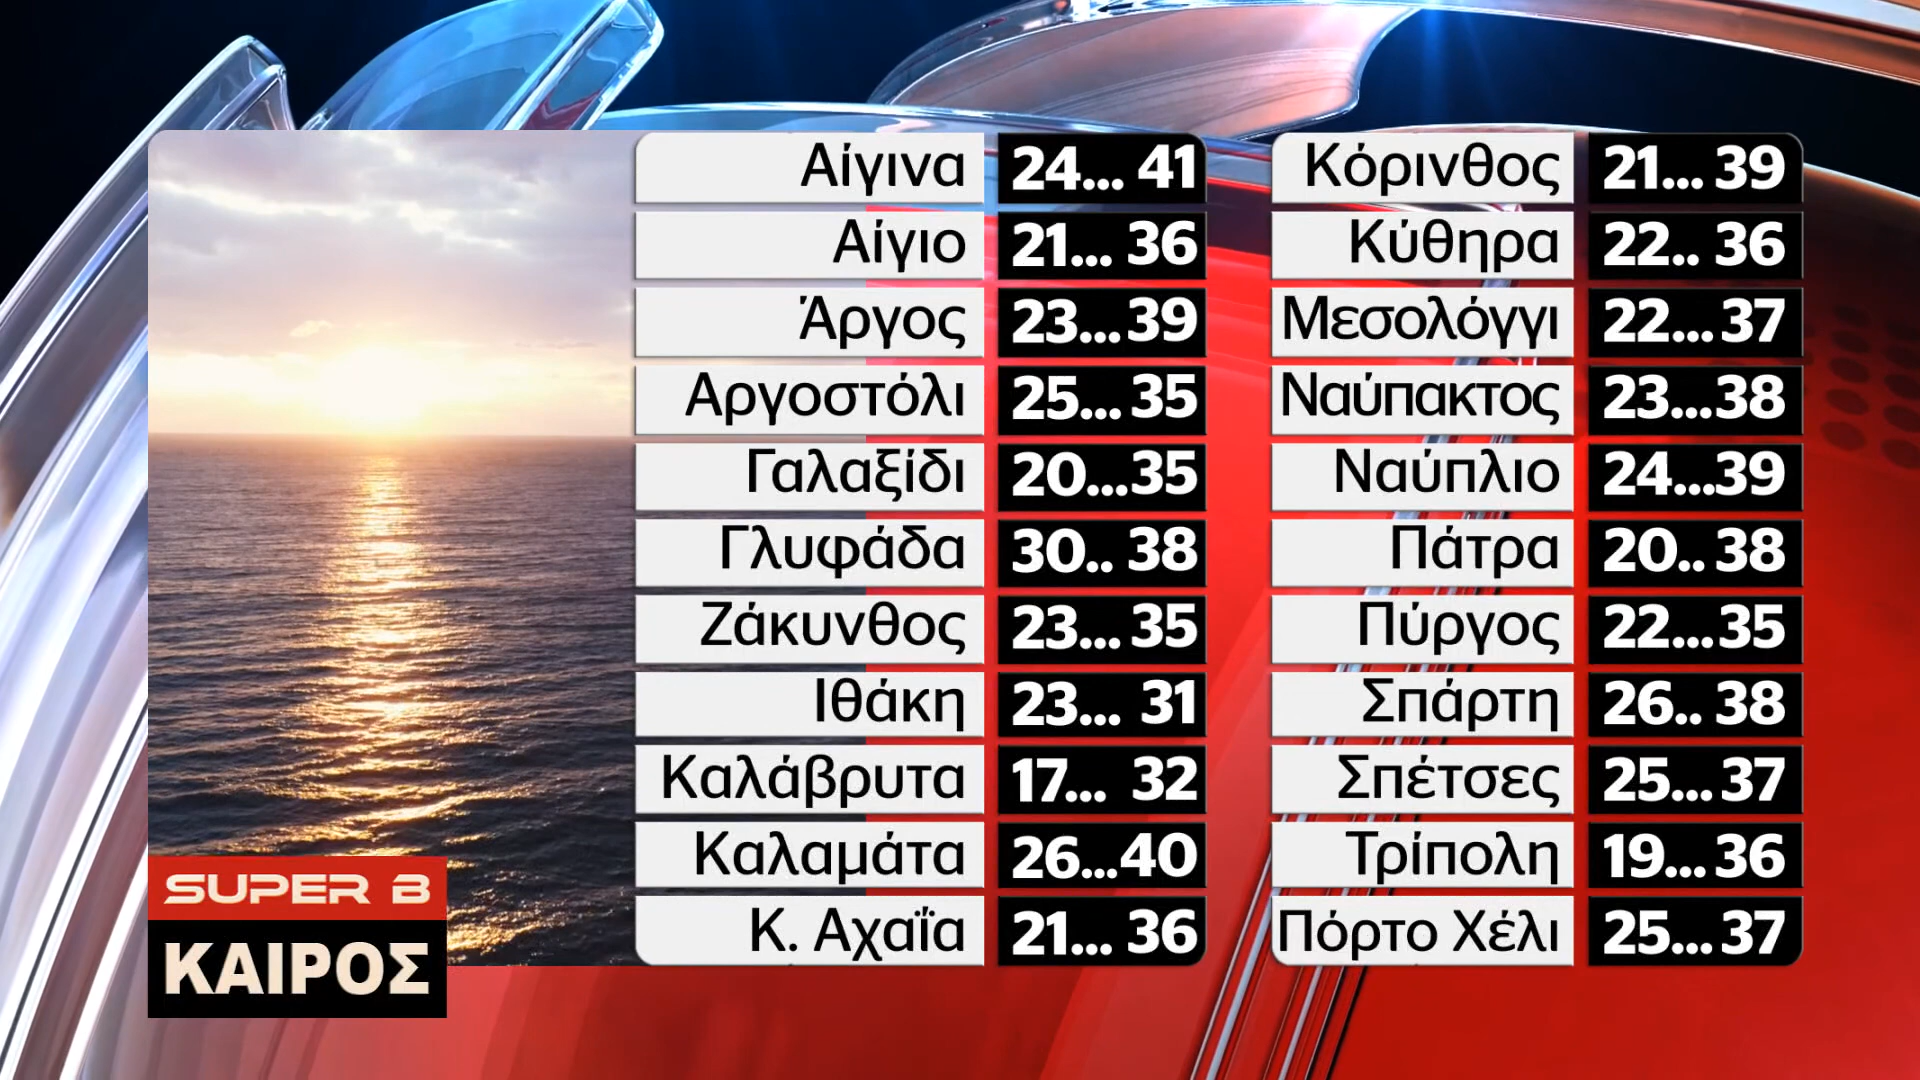 Αίγινα 24... 41
Αίγιο 21... 36
Άργος 23...39
Αργοστόλι 25...35
Γαλαξίδι 20...35
Γλυφάδα 30.. 38
Ζάκυνθος 23...35
Ιθάκη 23... 31
Καλάβρυτα 17... 32
Καλαμάτα 26...40
Κ. Αχαΐα 21... 36
Κόρινθος 21... 39
Κύθηρα 22.. 36
Μεσολόγγι 22...37
Ναύπακτος 23...38
Ναύπλιο 24...39
Πάτρα 20.. 38
Πύργος 22...35
Σπάρτη 26.. 38
Σπέτσες 25...37
Τρίπολη 19...36
Πόρτο Χέλι 25...37
SUPER B
ΚΑΙΡΟΣ